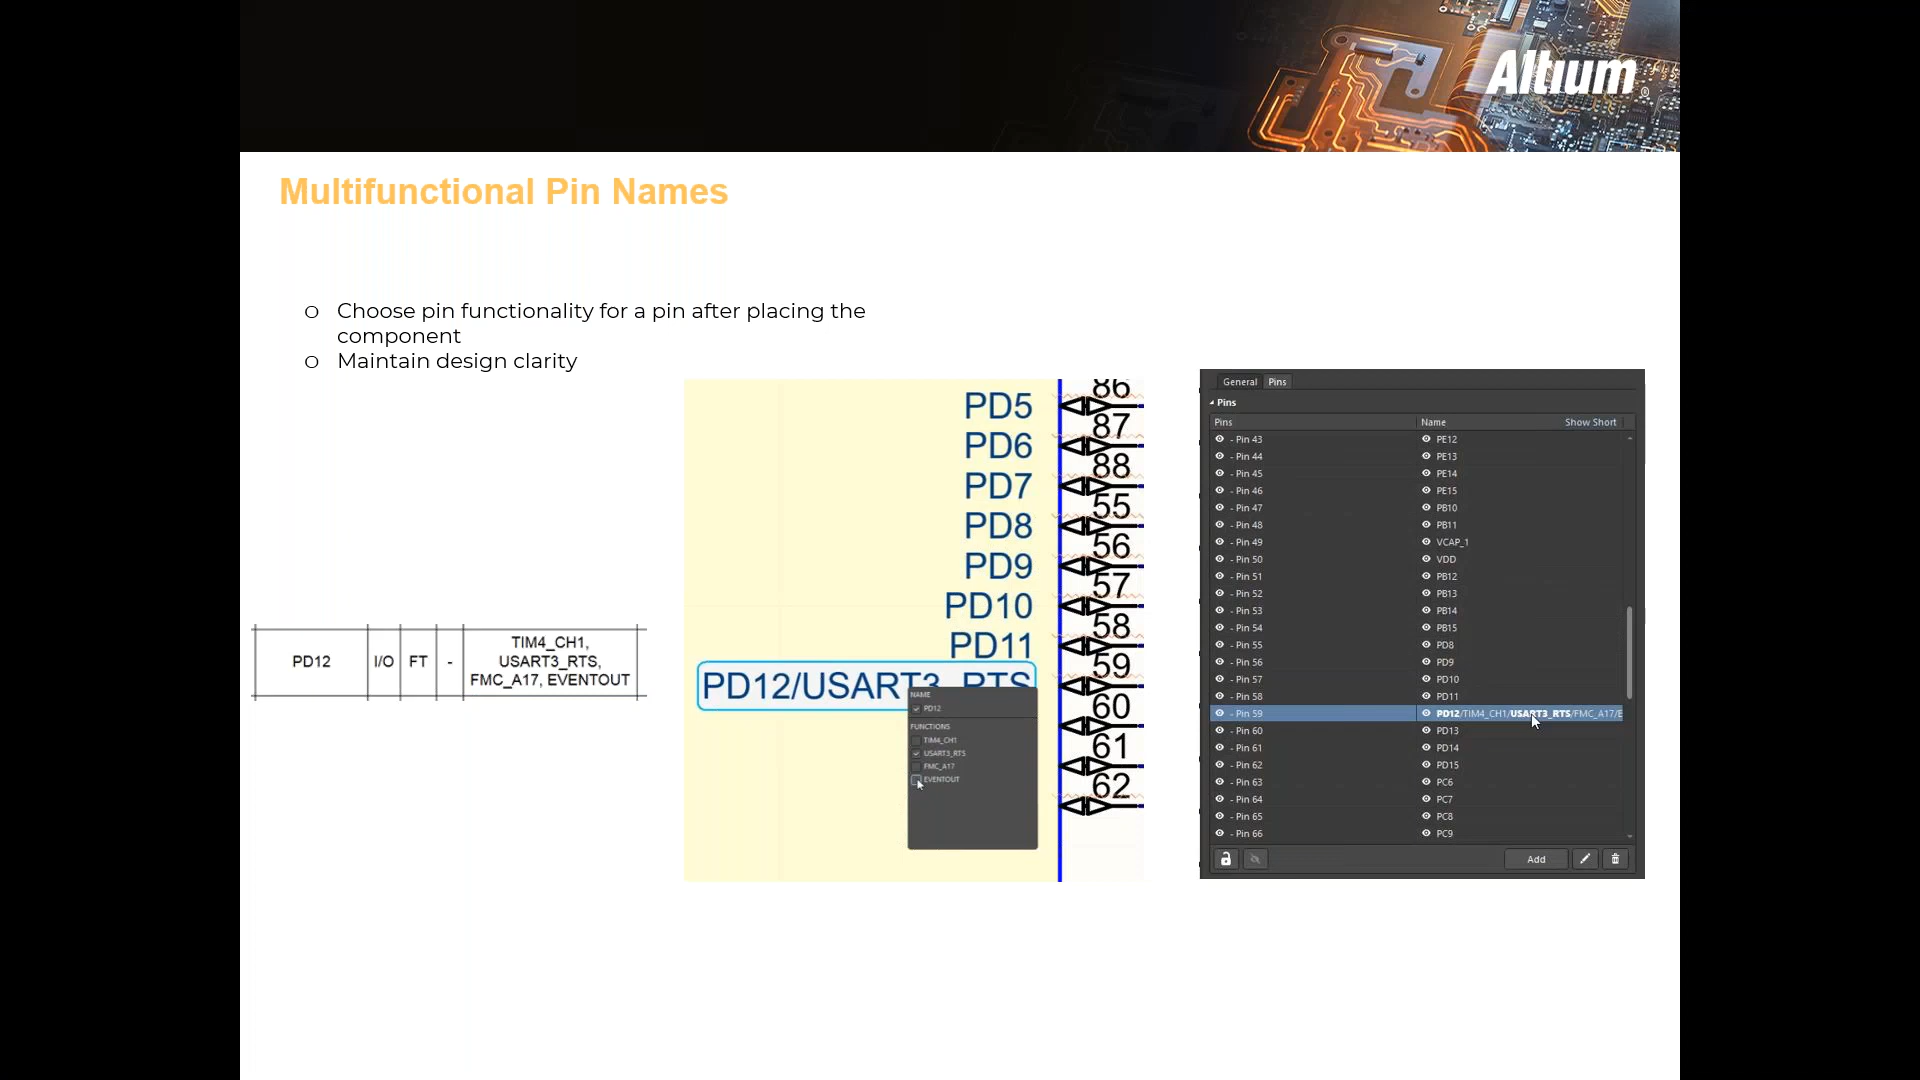 Altium
Multifunctional Pin Names
o Choose pin functionality for a pin after placing the
component
o Maintain design clarity
PD12 I/O FT - TIM4_CH1,
USART3_RTS,
FMC_A17, EVENTOUT
86
PD5
87
PD6
88
PD7
55
PD8
56
PD9
57
PD10
58
PD11
59
PD12/USART3_RTS
60
61
62
NAME
PD12
FUNCTIONS
TIM4_CH1
USART3_RTS
FMC_A17
EVENTOUT
General Pins
Pins
Pins Name Show Short
- Pin 43 PE12
- Pin 44 PE13
- Pin 45 PE14
- Pin 46 PE15
- Pin 47 PB10
- Pin 48 PB11
- Pin 49 VCAP_1
- Pin 50 VDD
- Pin 51 PB12
- Pin 52 PB13
- Pin 53 PB14
- Pin 54 PB15
- Pin 55 PD8
- Pin 56 PD9
- Pin 57 PD10
- Pin 58 PD11
- Pin 59 PD12/TIM4_CH1/USART3_RTS/FMC_A17/E
- Pin 60 PD13
- Pin 61 PD14
- Pin 62 PD15
- Pin 63 PC6
- Pin 64 PC7
- Pin 65 PC8
- Pin 66 PC9
Add